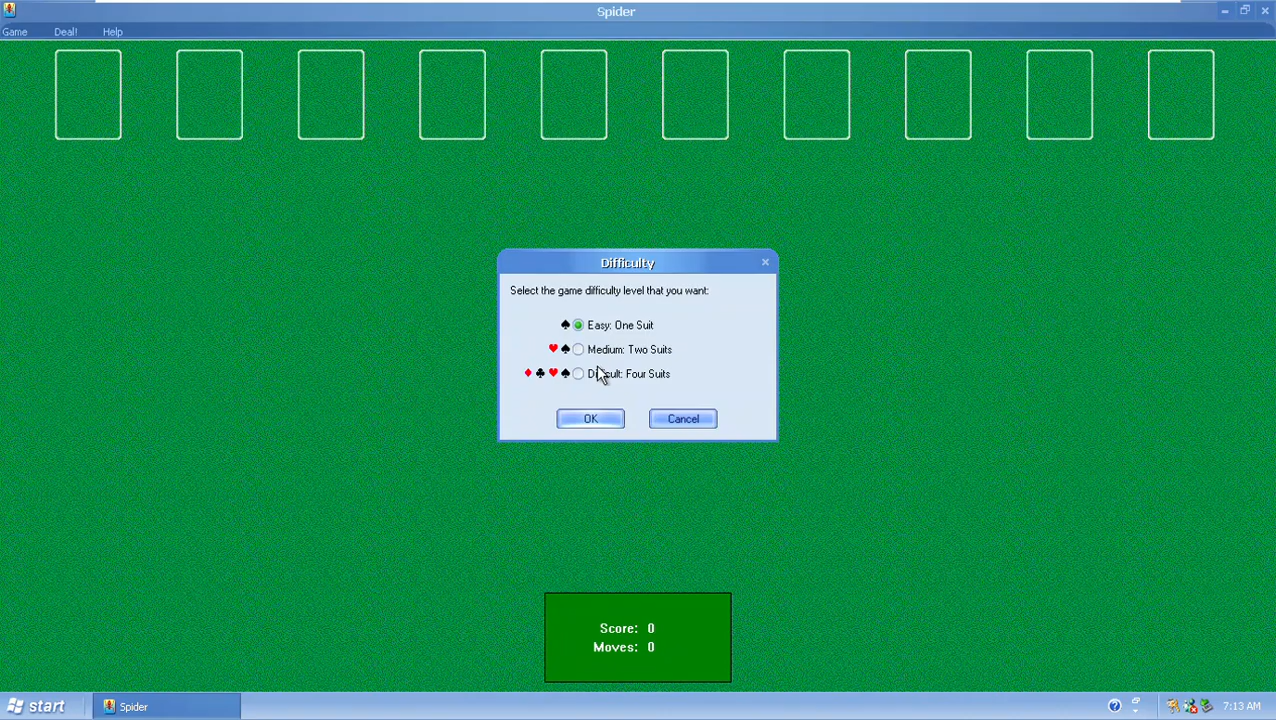 Spider
Game Deal! Help
Difficulty
Select the game difficulty level that you want:
Easy: One Suit
Medium: Two Suits
Difficult: Four Suits
OK Cancel
Score: 0
Moves: 0
start Spider 7:13 AM